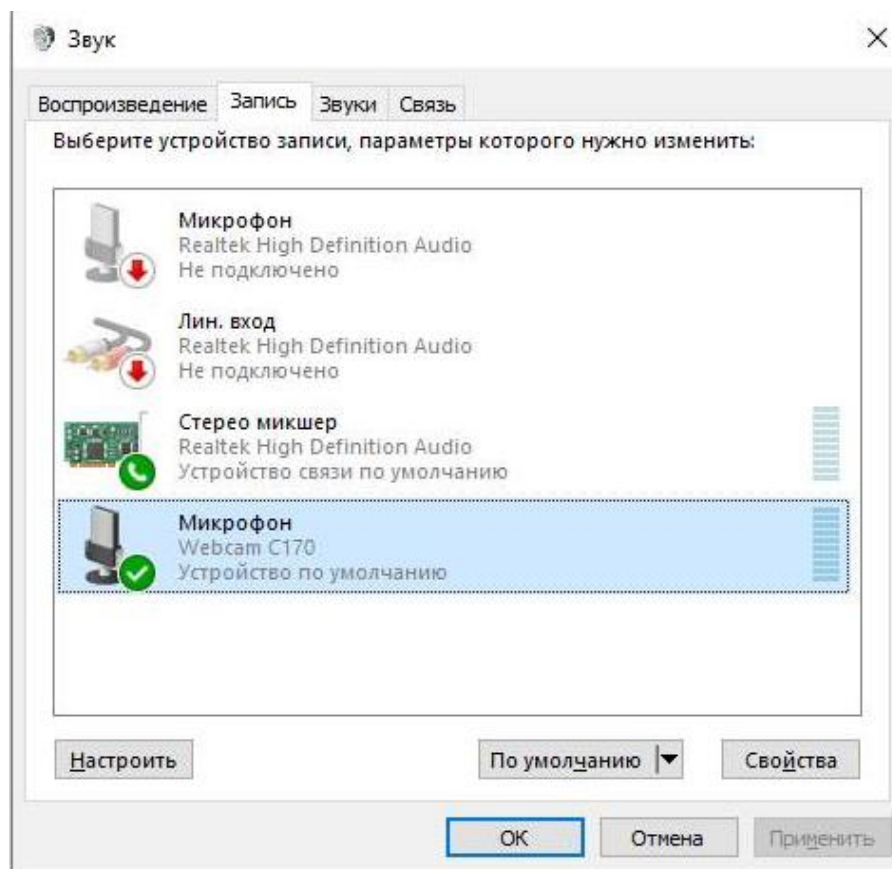 Звук
Воспроизведение Запись Звуки Связь
Выберите устройство записи, параметры которого нужно изменить:
Микрофон
Realtek High Definition Audio
Не подключено
Лин. вход
Realtek High Definition Audio
Не подключено
Стерео микшер
Realtek High Definition Audio
Устройство связи по умолчанию
Микрофон
Webcam C170
Устройство по умолчанию
Настроить По умолчанию Свойства
ОК Отмена Применить